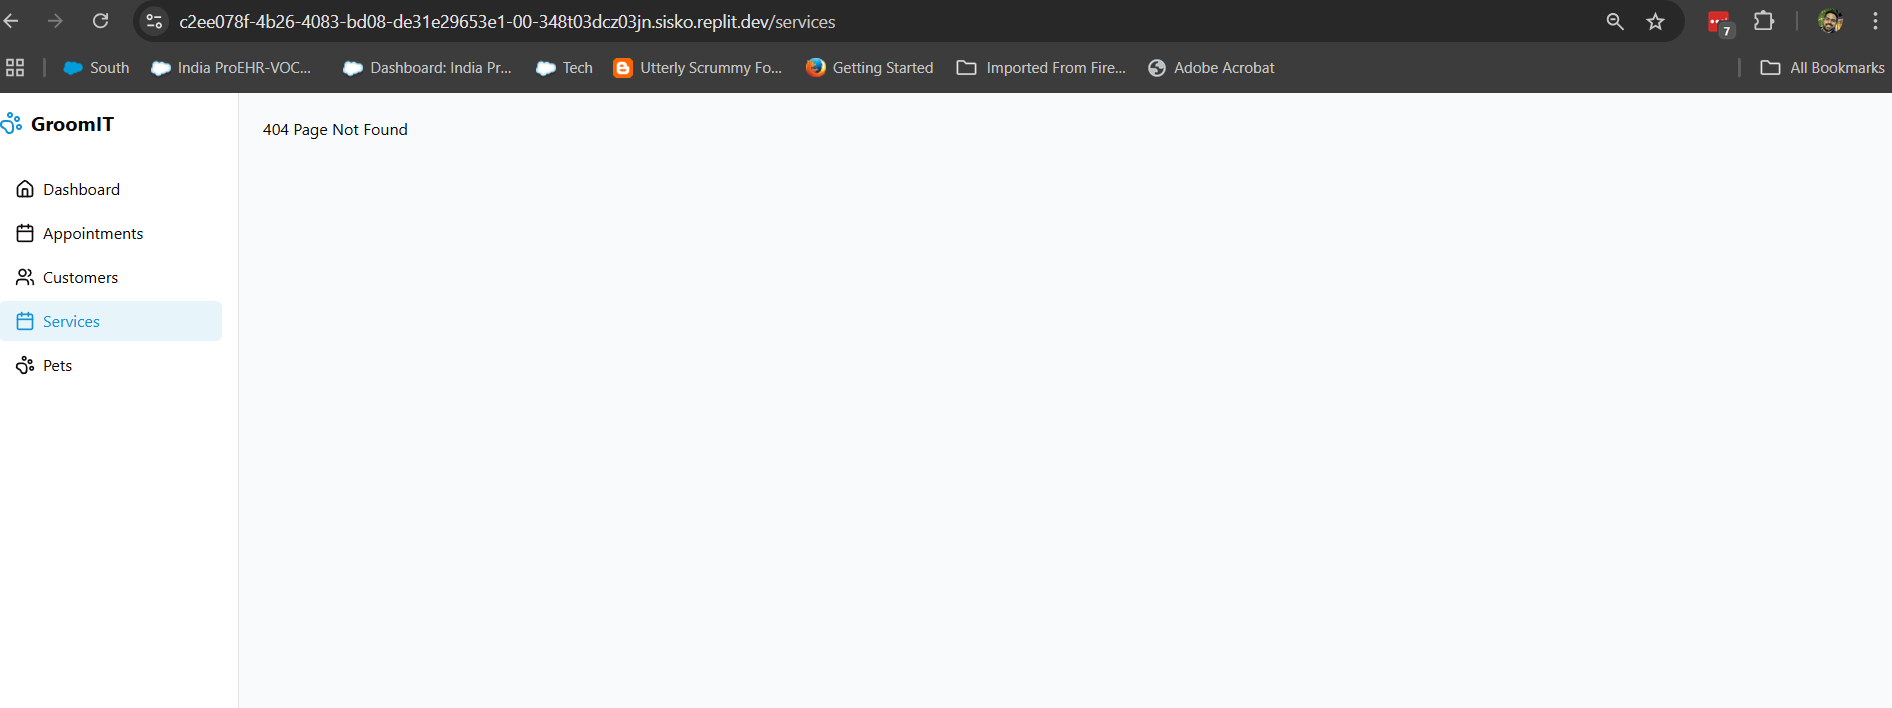 c2ee078f-4b26-4083-bd08-de31e29653e1-00-348t03dcz03jn.sisko.replit.dev/services
7
South
India ProEHR-VOC...
Dashboard: India Pr...
Tech
Utterly Scrummy Fo...
Getting Started
Imported From Fire...
Adobe Acrobat
All Bookmarks
GroomIT
404 Page Not Found
Dashboard
Appointments
Customers
Services
Pets